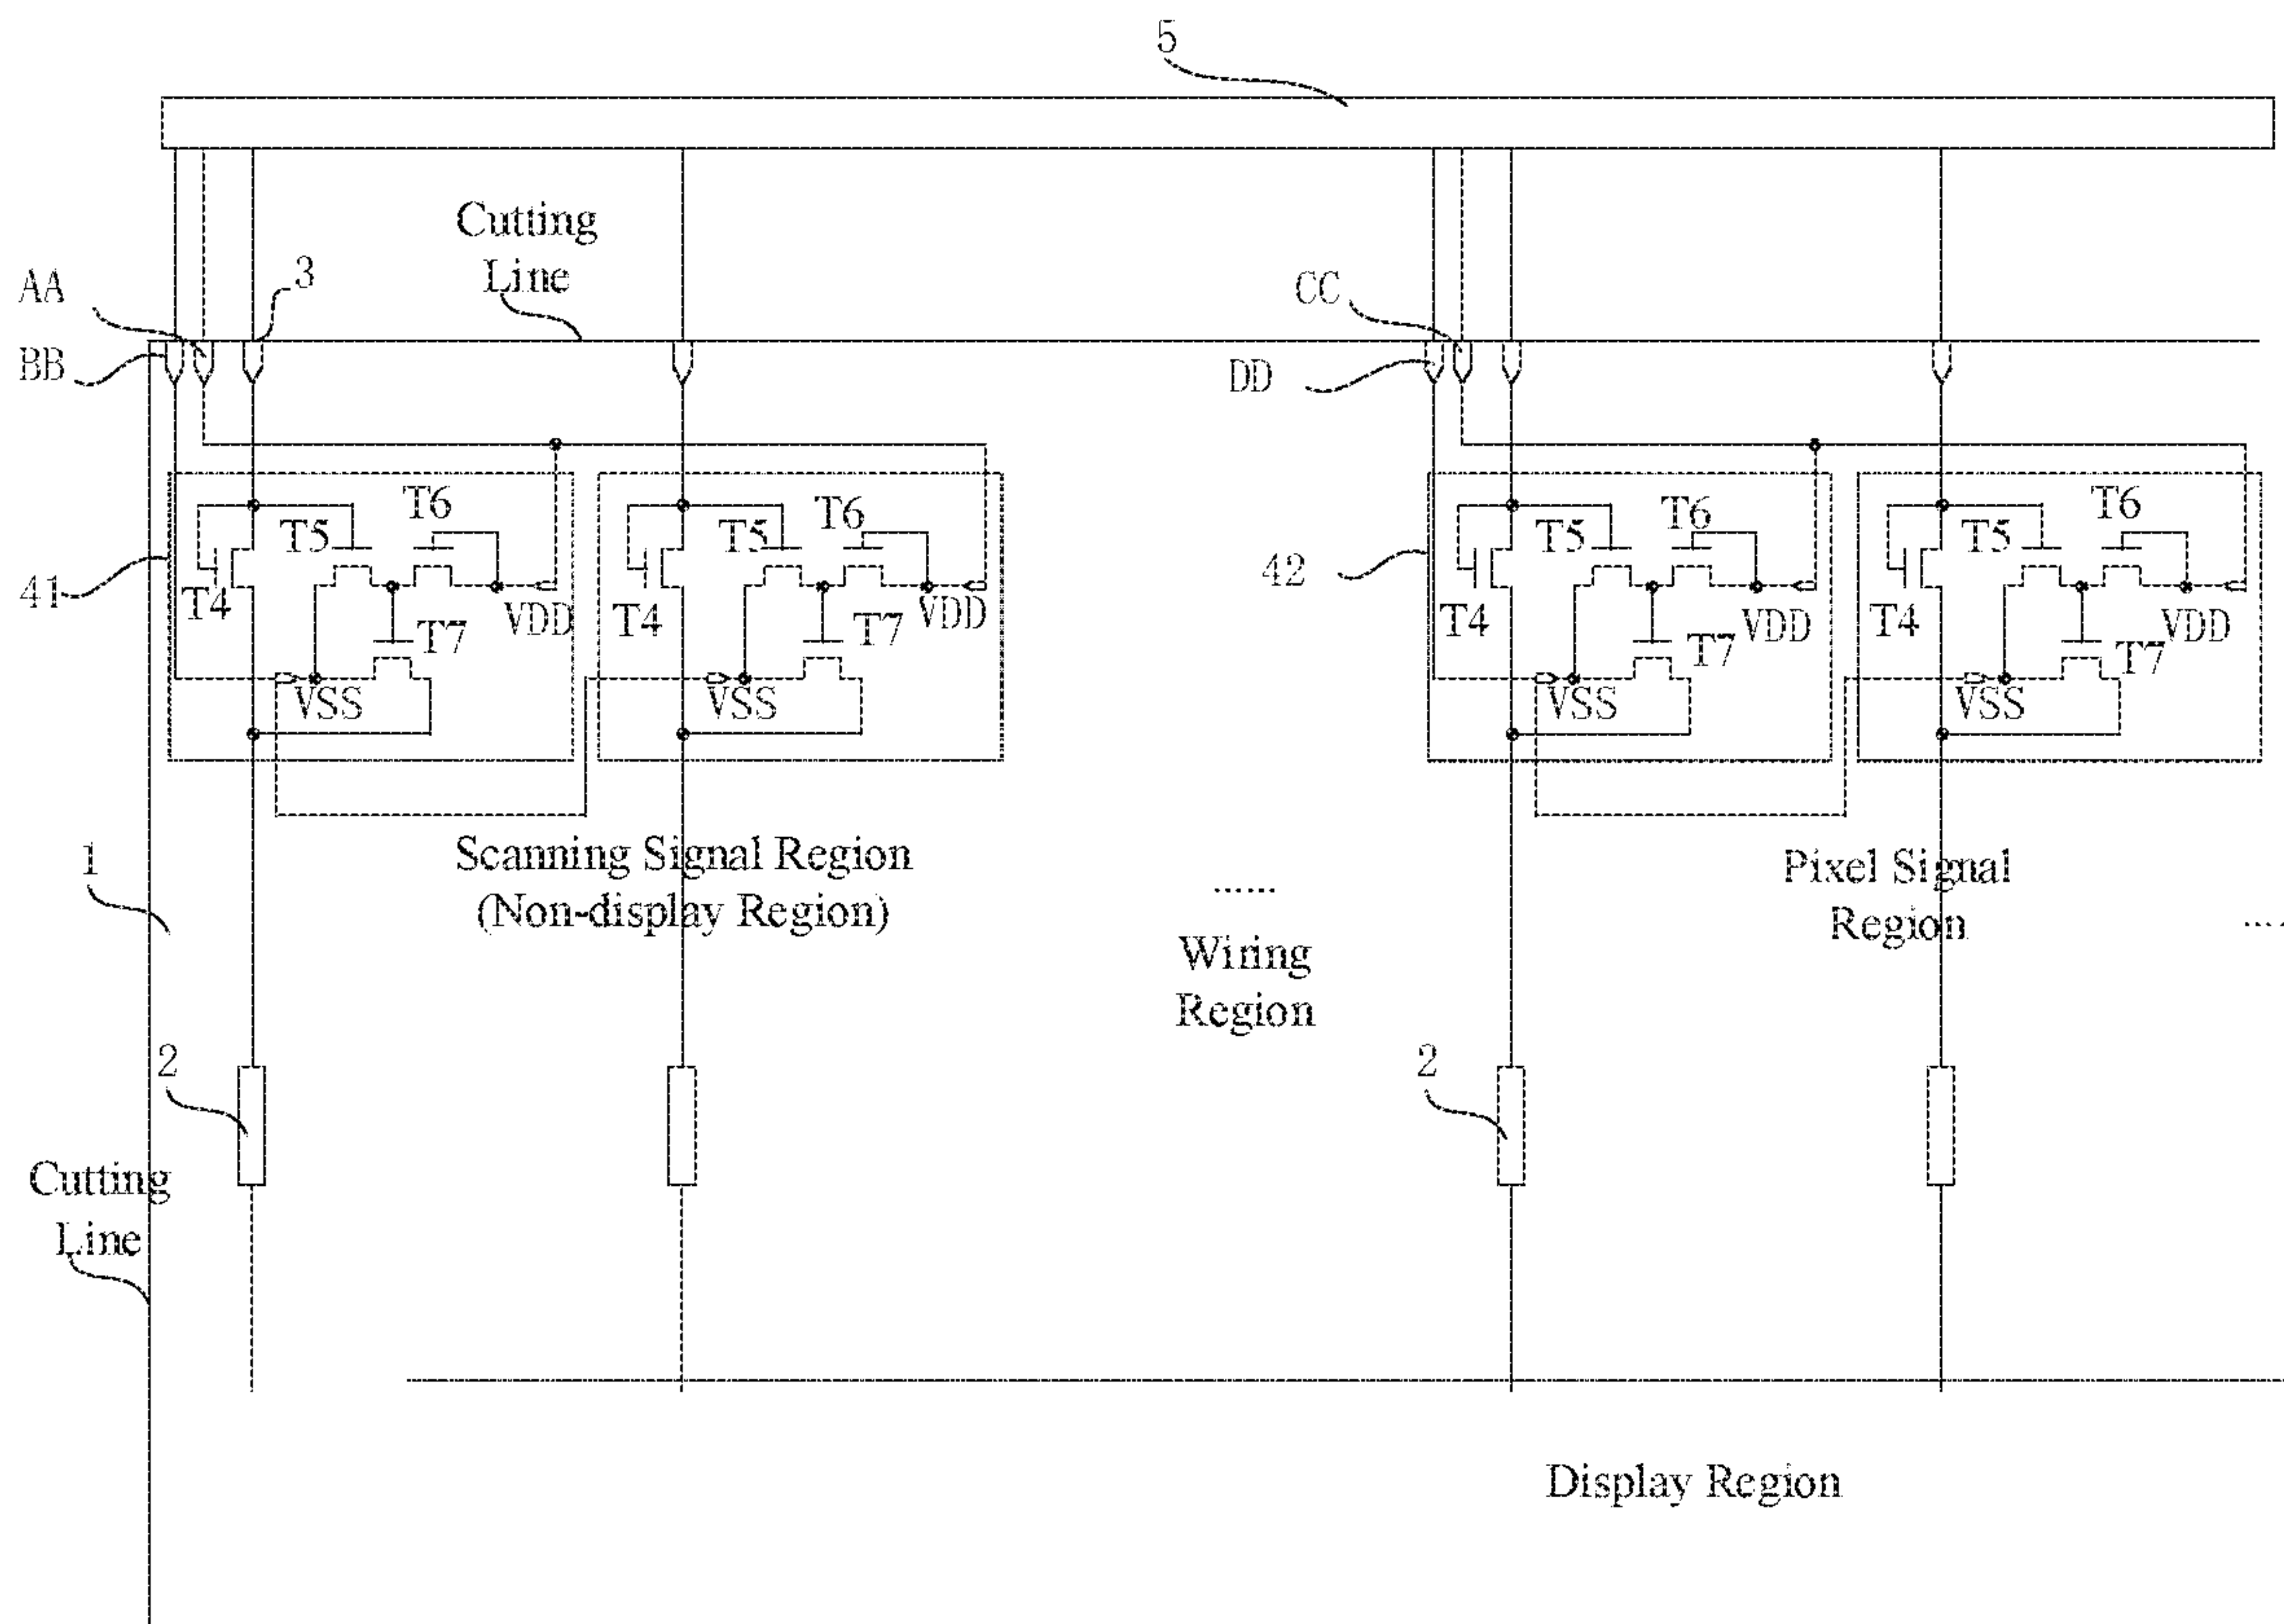 5
Cutting
Line
AA
3
CC
BB
DD
T6
T6
T6
T6
T5
T5
T5
T5
41
T4
VDD
T4
VDD
42
T4
VDD
T4
VDD
T7
T7
T7
T7
VSS
VSS
VSS
VSS
1
Scanning Signal Region
(Non-display Region)
......
Wiring
Region
Pixel Signal
Region
....
2
2
Cutting
Line
Display Region